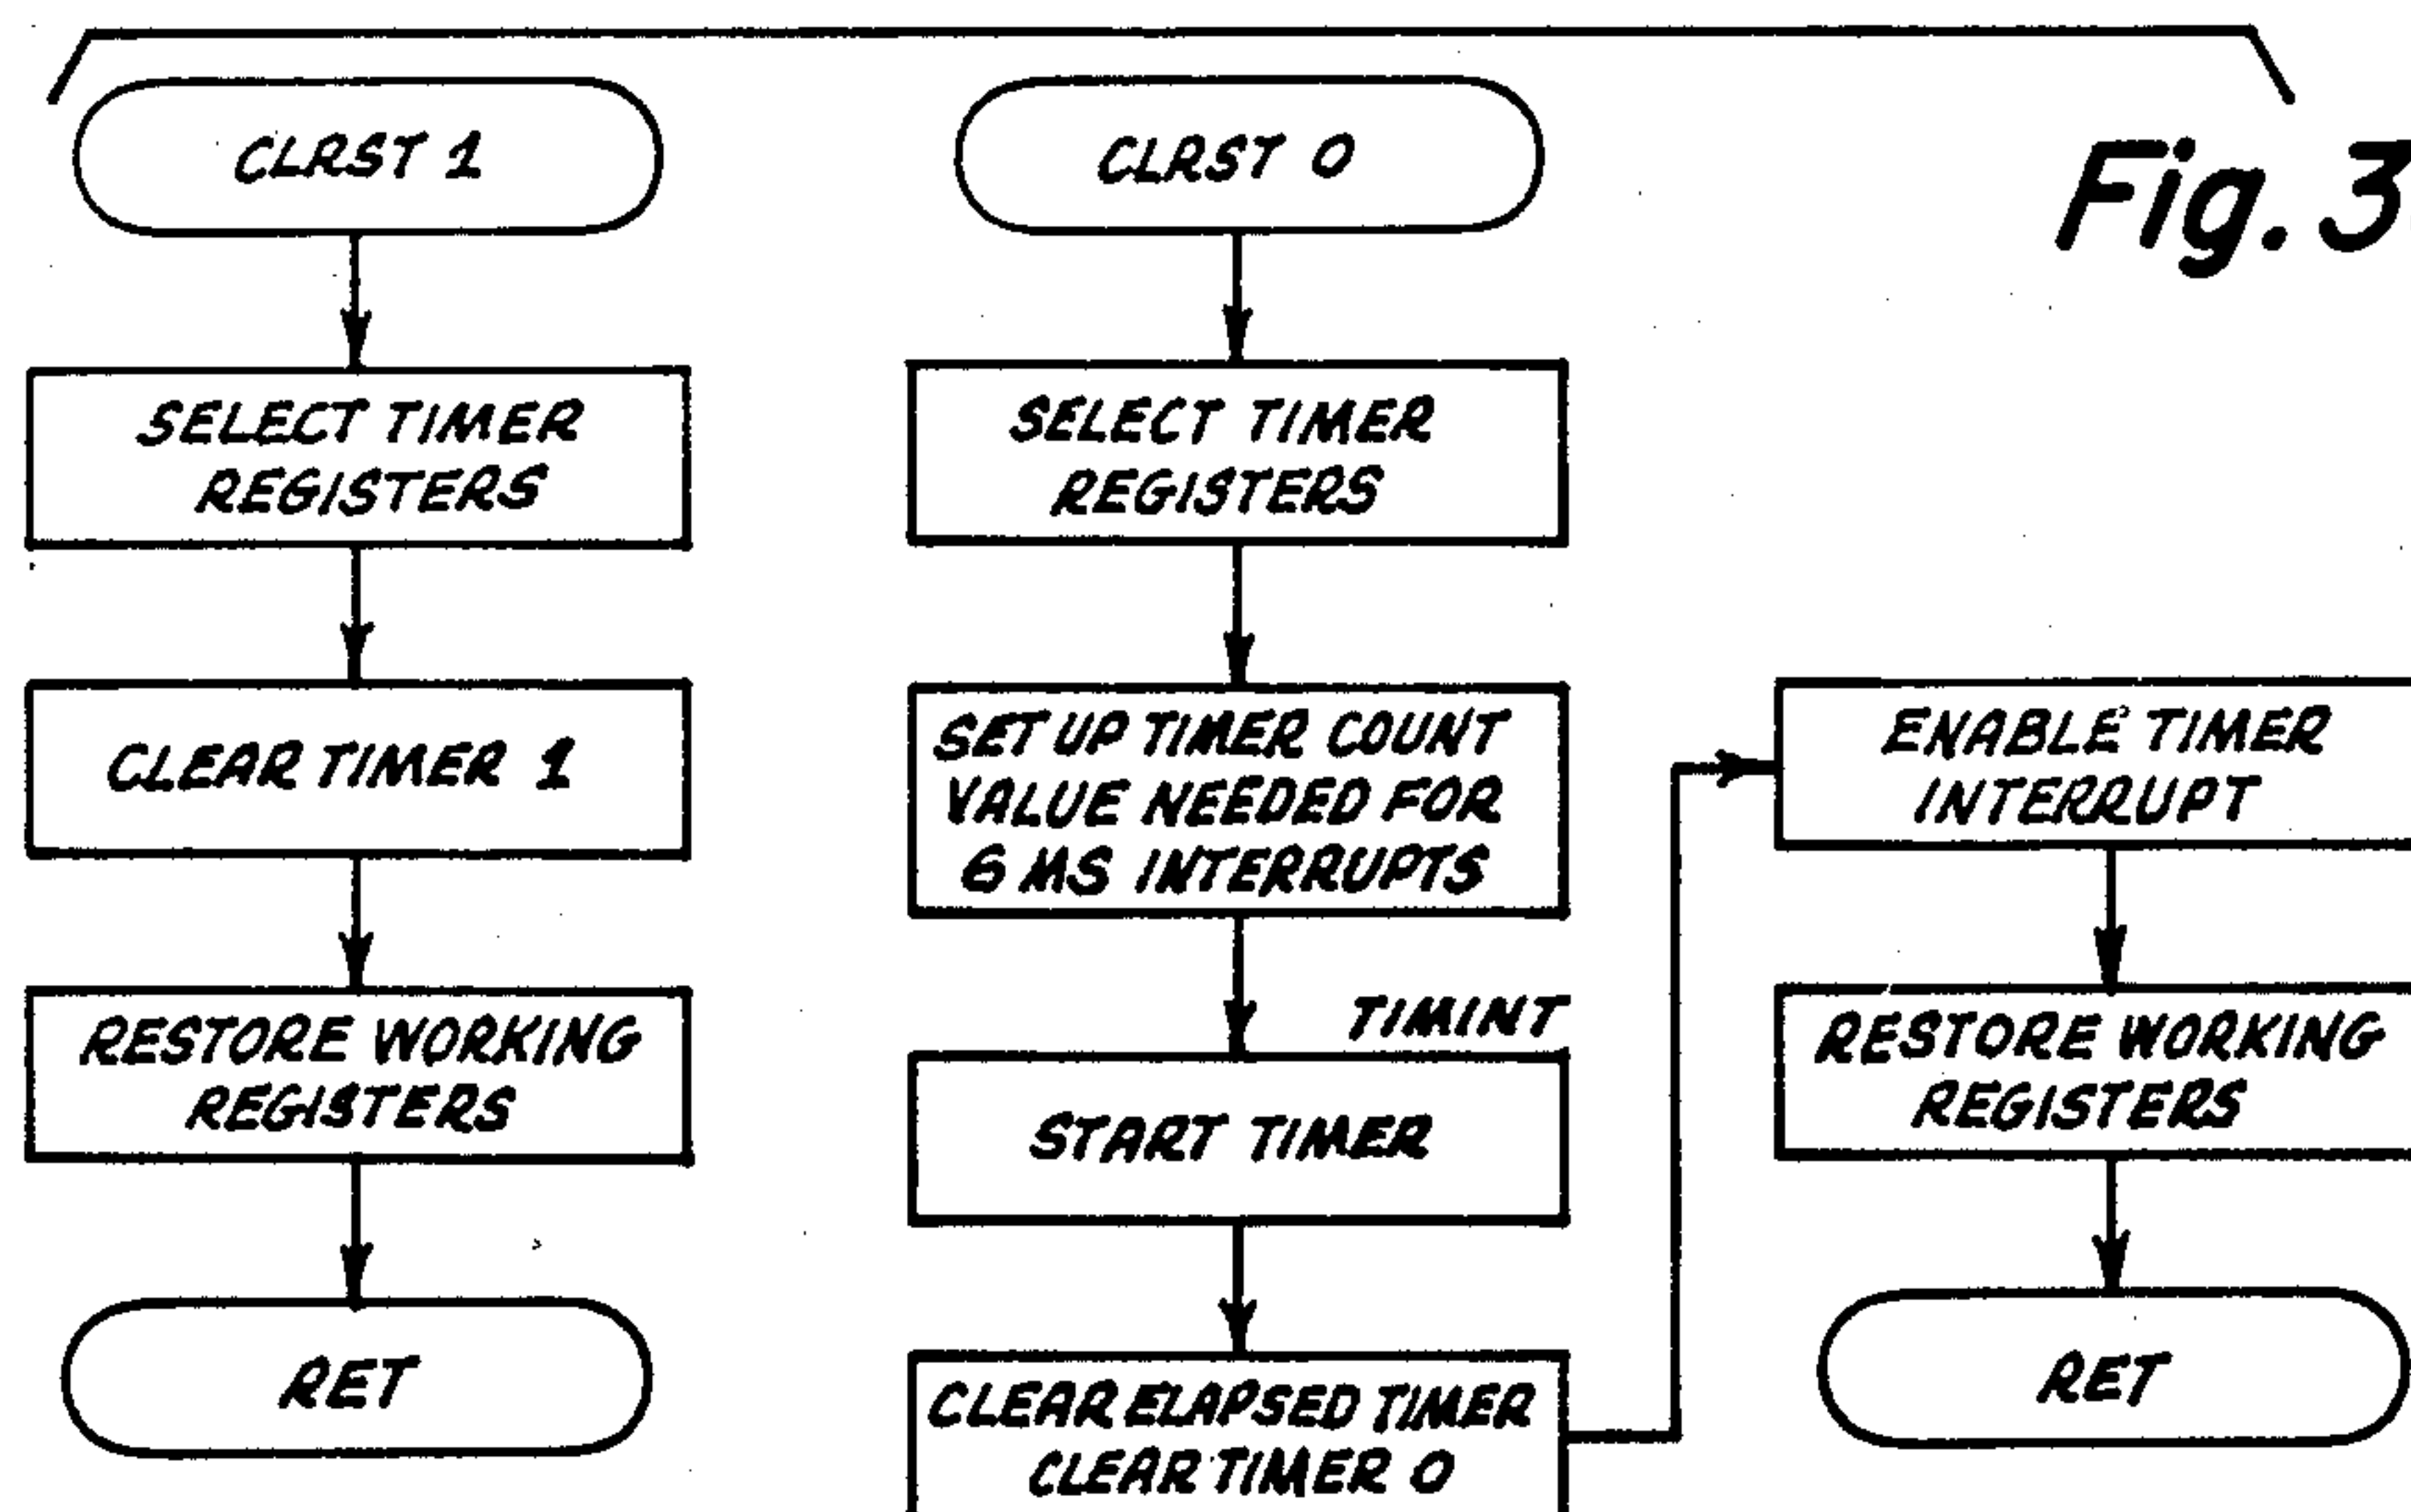 CLRST 1
SELECT TIMER
REGISTERS
CLEAR TIMER 1
RESTORE WORKING
REGISTERS
RET
CLRST 0
SELECT TIMER
REGISTERS
SET UP TIMER COUNT
VALUE NEEDED FOR
6 MS INTERRUPTS
TIMINT
START TIMER
CLEAR ELAPSED TIMER
CLEAR TIMER 0
Fig. 3
ENABLE TIMER
INTERRUPT
RESTORE WORKING
REGISTERS
RET